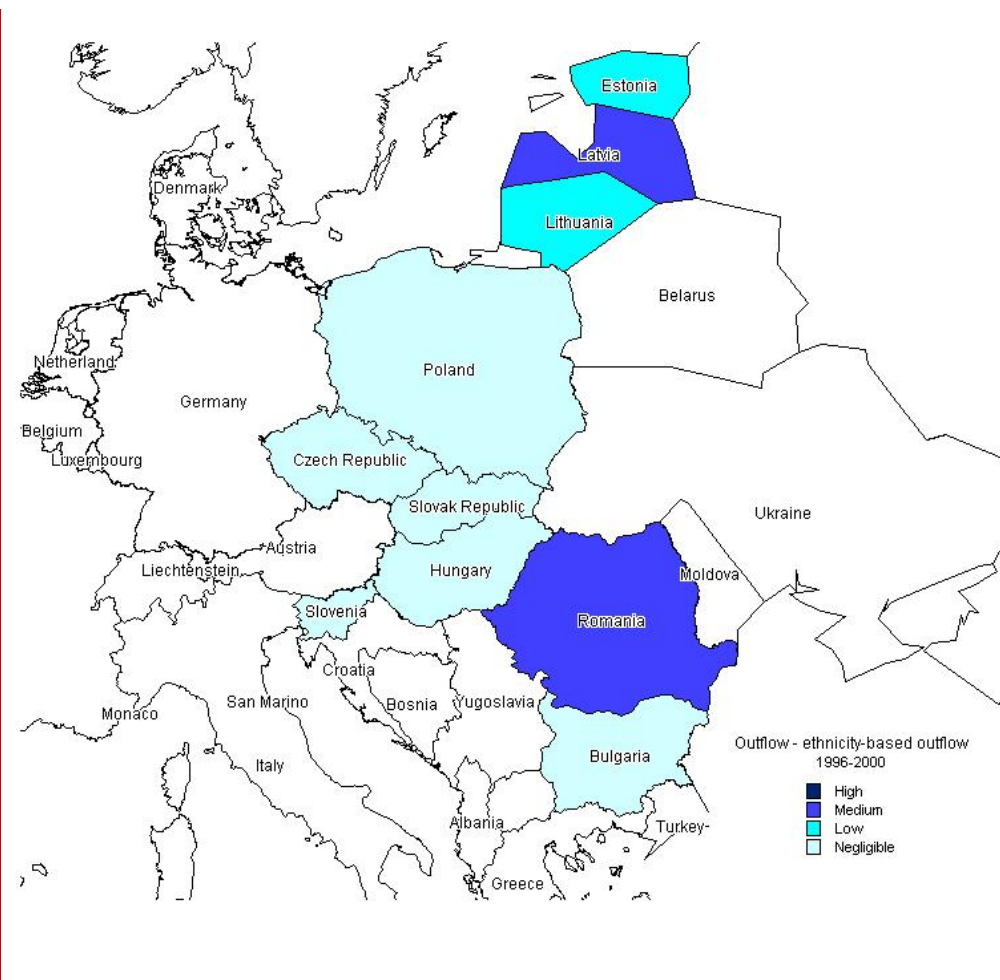 Estonia
Latvia
Denmark
Lithuania
Belarus
Netherland
Poland
Germany
Belgium
Luxembourg
Czech Republic
Slovak Republic
Ukraine
Austria
Liechtenstein
Hungary
Moldova
Slovenia
Romania
Croatia
San Marino
Bosnia
Yugoslavia
Monaco
Outflow - ethnicity-based outflow
1996-2000
Bulgaria
Italy
High
Medium
Albania
Turkey-
Low
Negligible
Greece